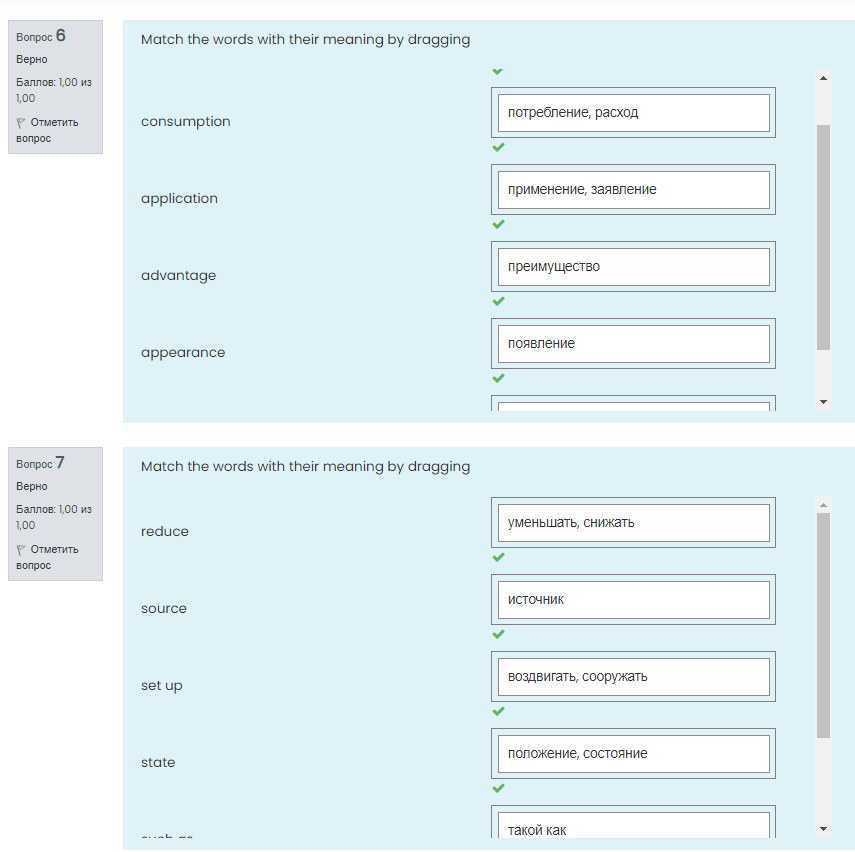 Вопрос 6
Верно
Баллов: 1,00 из
1,00
Отметить
вопрос
Match the words with their meaning by dragging
consumption
потребление, расход
application
применение, заявление
advantage
преимущество
appearance
появление
Вопрос 7
Верно
Баллов: 1,00 из
1,00
Отметить
вопрос
Match the words with their meaning by dragging
reduce
уменьшать, снижать
source
источник
set up
воздвигать, сооружать
state
положение, состояние
such as
такой как